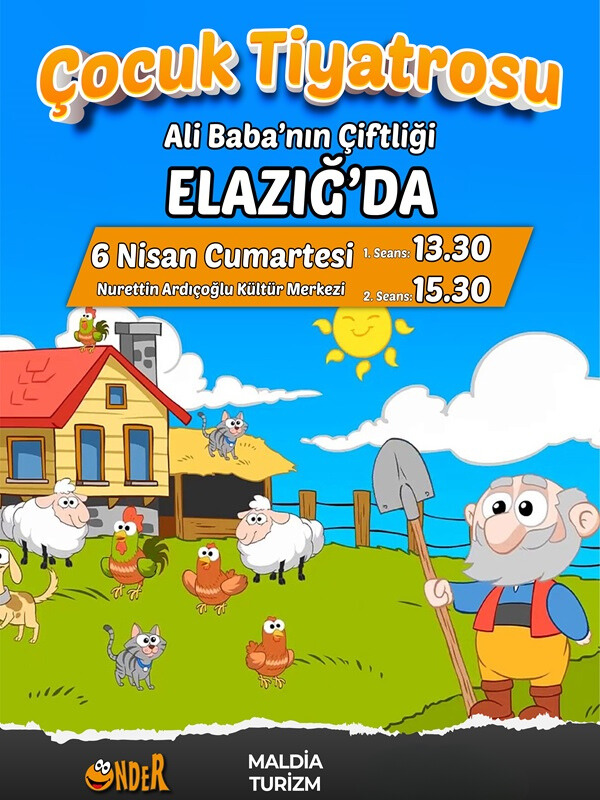 Çocuk Tiyatrosu
Ali Baba'nın Çiftliği
ELAZIĞ'DA
6 Nisan Cumartesi
1. Seans: 13.30
Nurettin Ardıçoğlu Kültür Merkezi
2. Seans: 15.30
ÖNDER
MALDİA
TURİZM